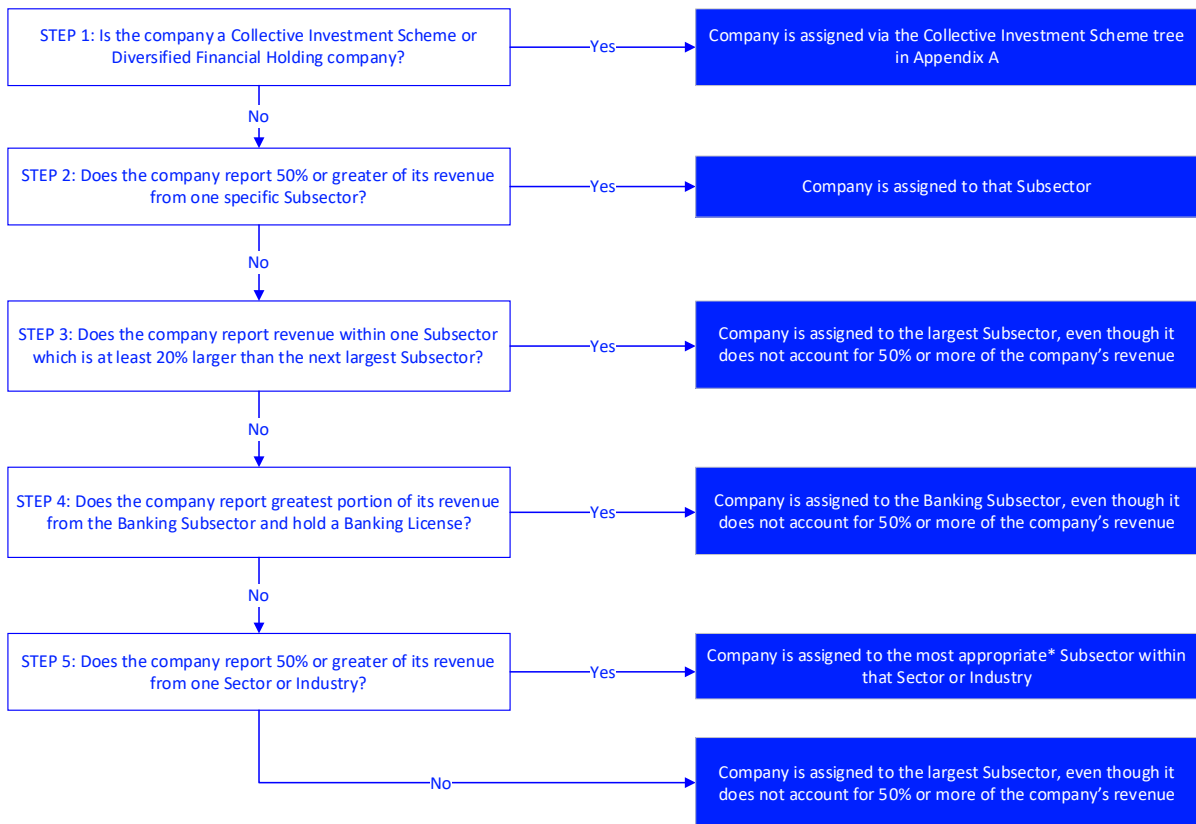 STEP 1: Is the company a Collective Investment Scheme or
Diversified Financial Holding company?
Yes
Company is assigned via the Collective Investment Scheme tree
in Appendix A
No
STEP 2: Does the company report 50% or greater of its revenue
from one specific Subsector?
Yes
Company is assigned to that Subsector
No
STEP 3: Does the company report revenue within one Subsector
which is at least 20% larger than the next largest Subsector?
Yes
Company is assigned to the largest Subsector, even though it
does not account for 50% or more of the company's revenue
No
STEP 4: Does the company report greatest portion of its revenue
from the Banking Subsector and hold a Banking License?
Yes
Company is assigned to the Banking Subsector, even though it
does not account for 50% or more of the company's revenue
No
STEP 5: Does the company report 50% or greater of its revenue
from one Sector or Industry?
Yes
Company is assigned to the most appropriate* Subsector within
that Sector or Industry
No
Company is assigned to the largest Subsector, even though it
does not account for 50% or more of the company's revenue